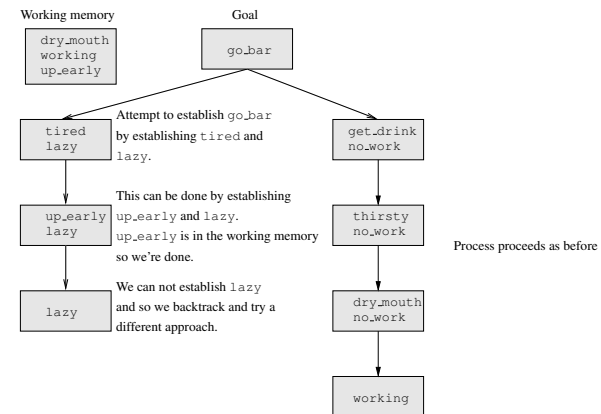 Working memory
Goal
dry_mouth
working
up_early
go_bar
tired
lazy
Attempt to establish go_bar
by establishing tired and
lazy.
get_drink
no_work
up_early
lazy
This can be done by establishing
up_early and lazy.
up_early is in the working memory
so we're done.
thirsty
no_work
Process proceeds as before
lazy
We can not establish lazy
and so we backtrack and try a
different approach.
dry_mouth
no_work
working